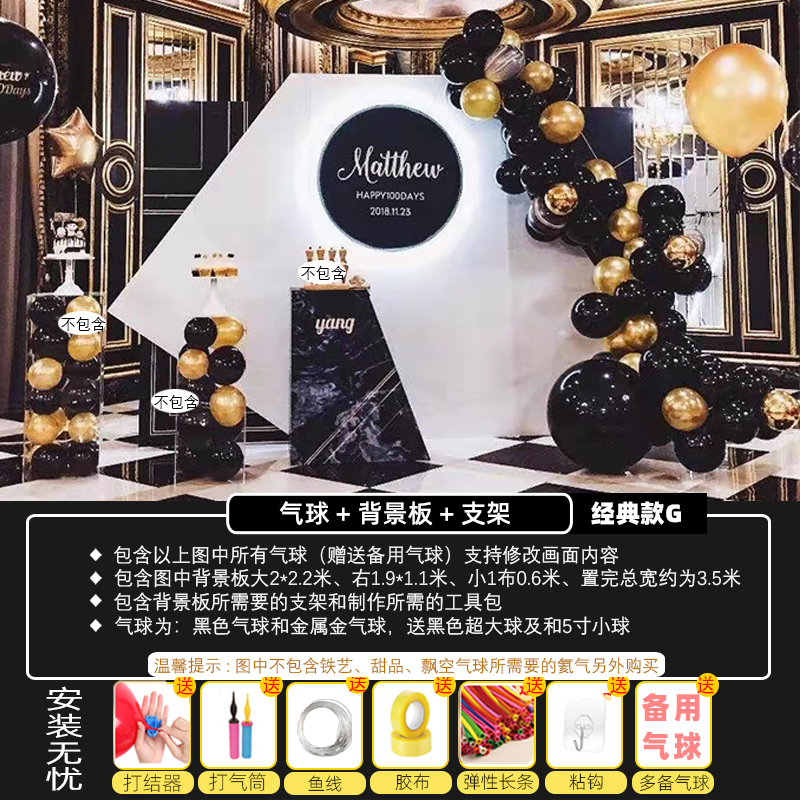 Matthew
HAPPY100DAYS
2018.11.23
不包含
不包含
不包含
yang
气球 + 背景板 + 支架
经典款G
◆ 包含以上图中所有气球（赠送备用气球）支持修改画面内容
◆ 包含图中背景板大2*2.2米、右1.9*1.1米、小1布0.6米、置完总宽约为3.5米
◆ 包含背景板所需要的支架和制作所需的工具包
◆ 气球为：黑色气球和金属金气球，送黑色超大球及和5寸小球
温馨提示 : 图中不包含铁艺、甜品、飘空气球所需要的氦气另外购买
安装无忧
送
送
送
送
送
送
送
备用
气球
打结器
打气筒
鱼线
胶布
弹性长条
粘钩
多备气球